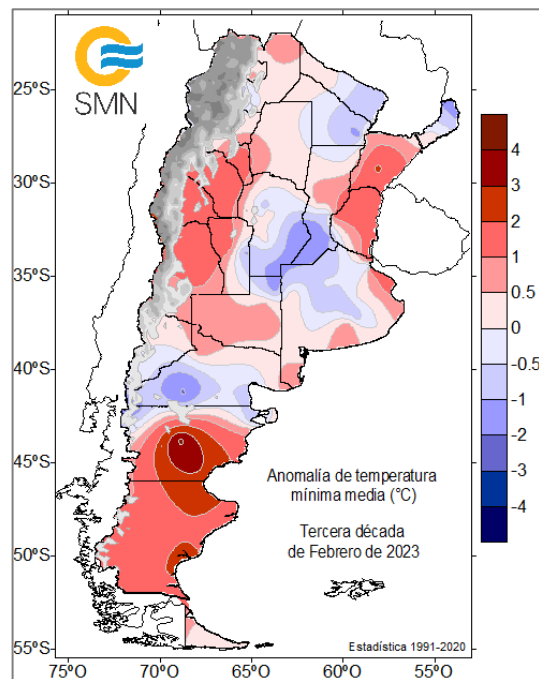 SMN
25ºS
30ºS
35ºS
40ºS
45ºS
50ºS
55ºS
75ºO
70ºO
65ºO
60ºO
55ºO
4
3
2
1
0.5
0
-0.5
-1
-2
-3
-4
Anomalía de temperatura
mínima media (°C)
Tercera década
de Febrero de 2023
Estadística 1991-2020